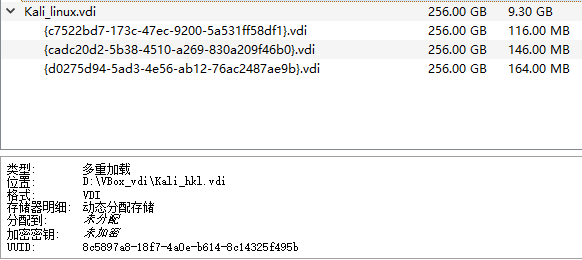 Kali_linux.vdi 256.00 GB 9.30 GB
{c7522bd7-173c-47ec-9200-5a531ff58df1}.vdi 256.00 GB 116.00 MB
{cadc20d2-5b38-4510-a269-830a209f46b0}.vdi 256.00 GB 146.00 MB
{d0275d94-5ad3-4e56-ab12-76ac2487ae9b}.vdi 256.00 GB 164.00 MB
类型: 多重加载
位置: D:\VBox_vdi\Kali_hkl.vdi
格式: VDI
存储器明细: 动态分配存储
分配到: 未分配
加密密钥: 未加密
UUID: 8c5897a8-18f7-4a0e-b614-8c14325f495b